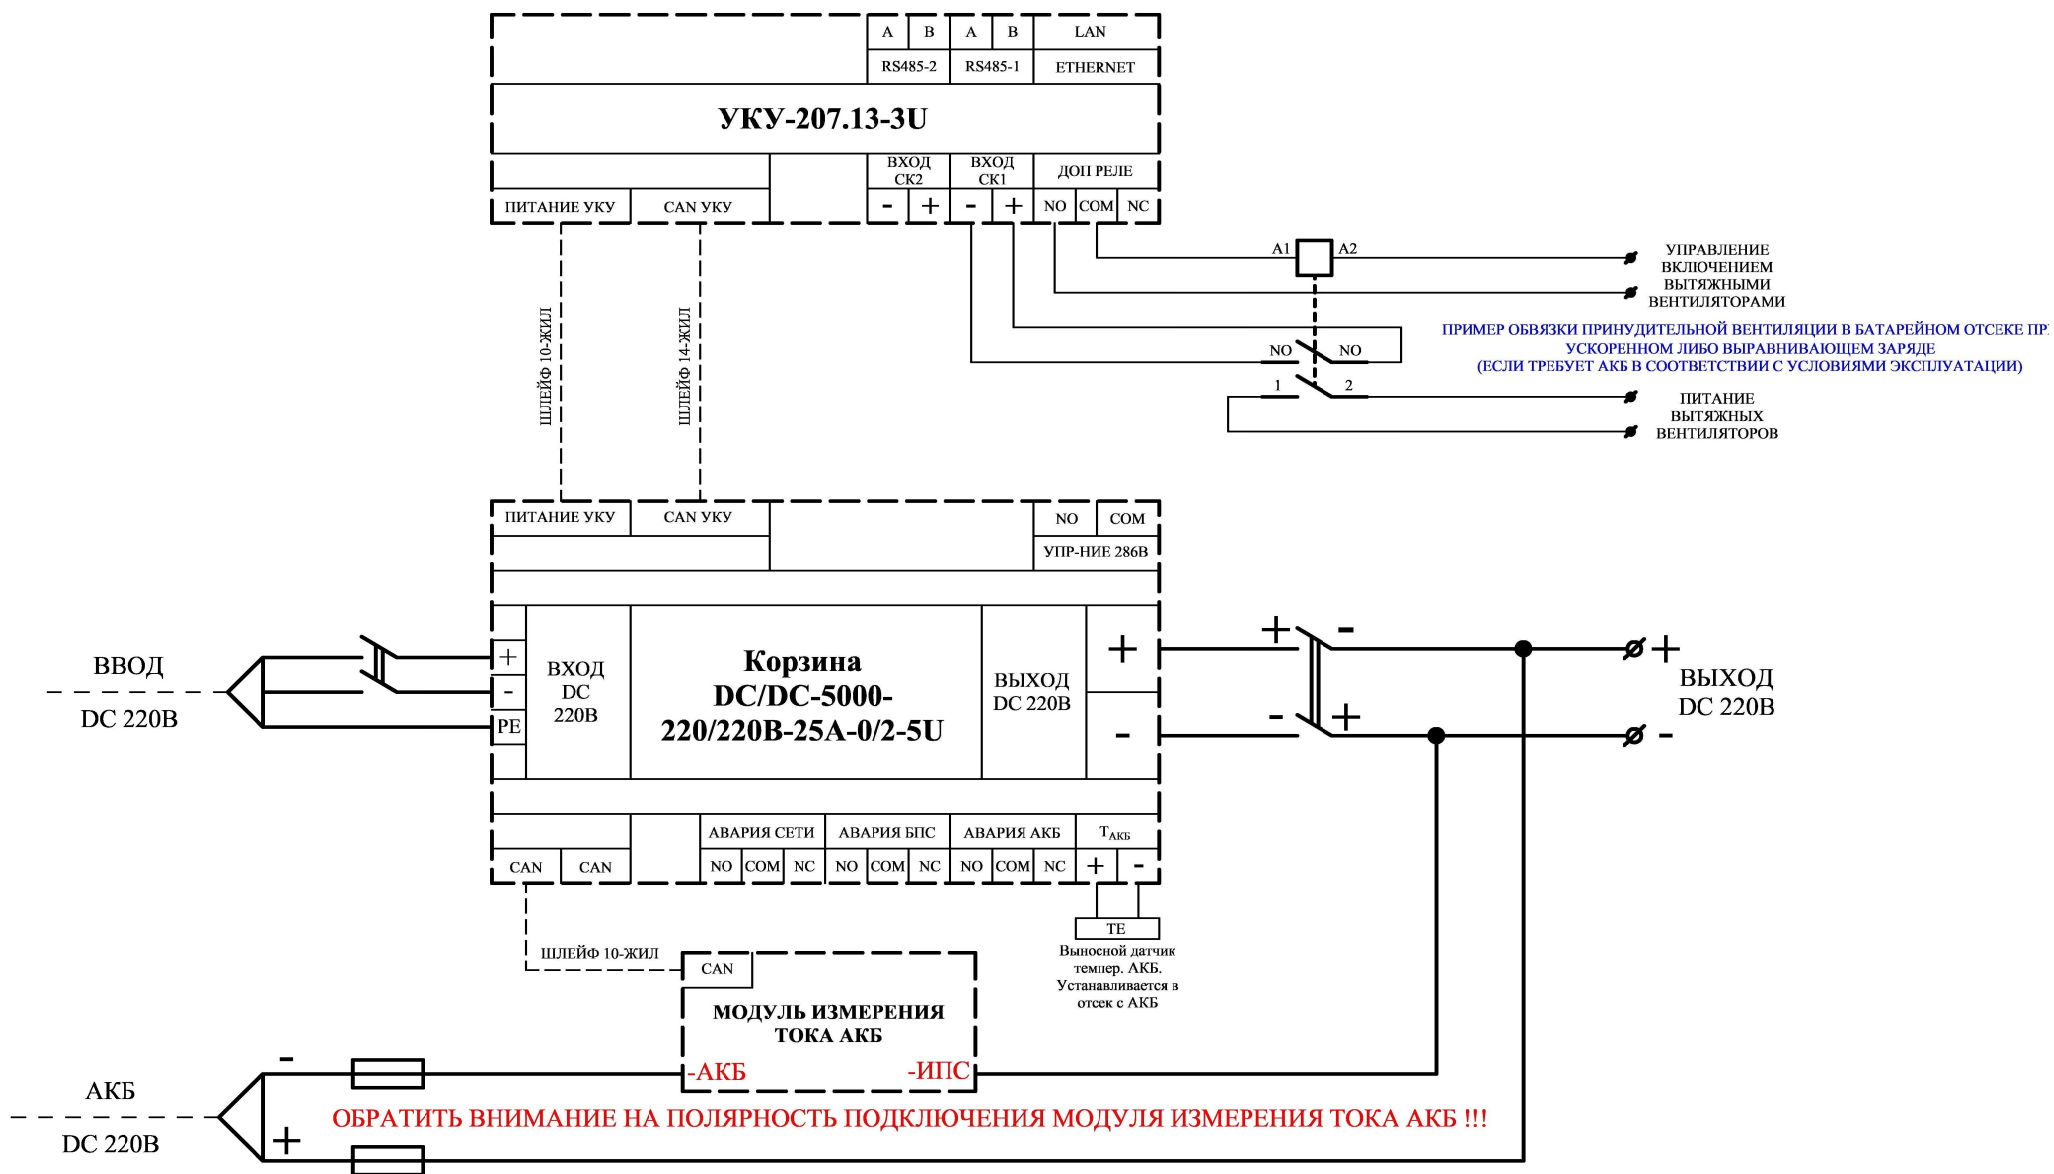 A B A B LAN
RS485-2 RS485-1 ETHERNET
УКУ-207.13-3U
ВХОД
СК2
ВХОД
СК1
ДОП РЕЛЕ
ПИТАНИЕ УКУ CAN УКУ - + - + NO COM NC
A1 A2
УПРАВЛЕНИЕ
ВКЛЮЧЕНИЕМ
ВЫТЯЖНЫМИ
ВЕНТИЛЯТОРАМИ
ШЛЕЙФ 10-ЖИЛ
ШЛЕЙФ 14-ЖИЛ
ПРИМЕР ОБВЯЗКИ ПРИНУДИТЕЛЬНОЙ ВЕНТИЛЯЦИИ В БАТАРЕЙНОМ ОТСЕКЕ ПР
УСКОРЕННОМ ЛИБО ВЫРАВНИВАЮЩЕМ ЗАРЯДЕ
(ЕСЛИ ТРЕБУЕТ АКБ В СООТВЕТСТВИИ С УСЛОВИЯМИ ЭКСПЛУАТАЦИИ)
NO NO
1 2
ПИТАНИЕ
ВЫТЯЖНЫХ
ВЕНТИЛЯТОРОВ
ПИТАНИЕ УКУ CAN УКУ NO COM
УПР-НИЕ 286В
ВВОД
DC 220В
+
-
PE
ВХОД
DC
220В
Корзина
DC/DC-5000-
220/220В-25А-0/2-5U
ВЫХОД
DC 220В
+
-
+ -
- +
+
-
ВЫХОД
DC 220В
АВАРИЯ СЕТИ АВАРИЯ БПС АВАРИЯ АКБ ТАКБ
CAN CAN NO COM NC NO COM NC NO COM NC + -
TE
Выносной датчик
темпер. АКБ.
Устанавливается в
отсек с АКБ
ШЛЕЙФ 10-ЖИЛ
CAN
МОДУЛЬ ИЗМЕРЕНИЯ
ТОКА АКБ
-АКБ -ИПС
АКБ
DC 220В
-
+
ОБРАТИТЬ ВНИМАНИЕ НА ПОЛЯРНОСТЬ ПОДКЛЮЧЕНИЯ МОДУЛЯ ИЗМЕРЕНИЯ ТОКА АКБ !!!